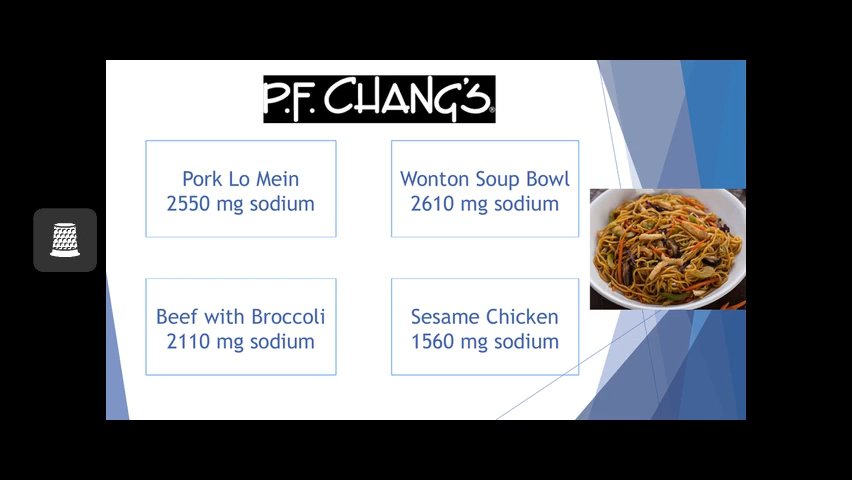 P.F. CHANG'S®
Pork Lo Mein
2550 mg sodium
Wonton Soup Bowl
2610 mg sodium
Beef with Broccoli
2110 mg sodium
Sesame Chicken
1560 mg sodium